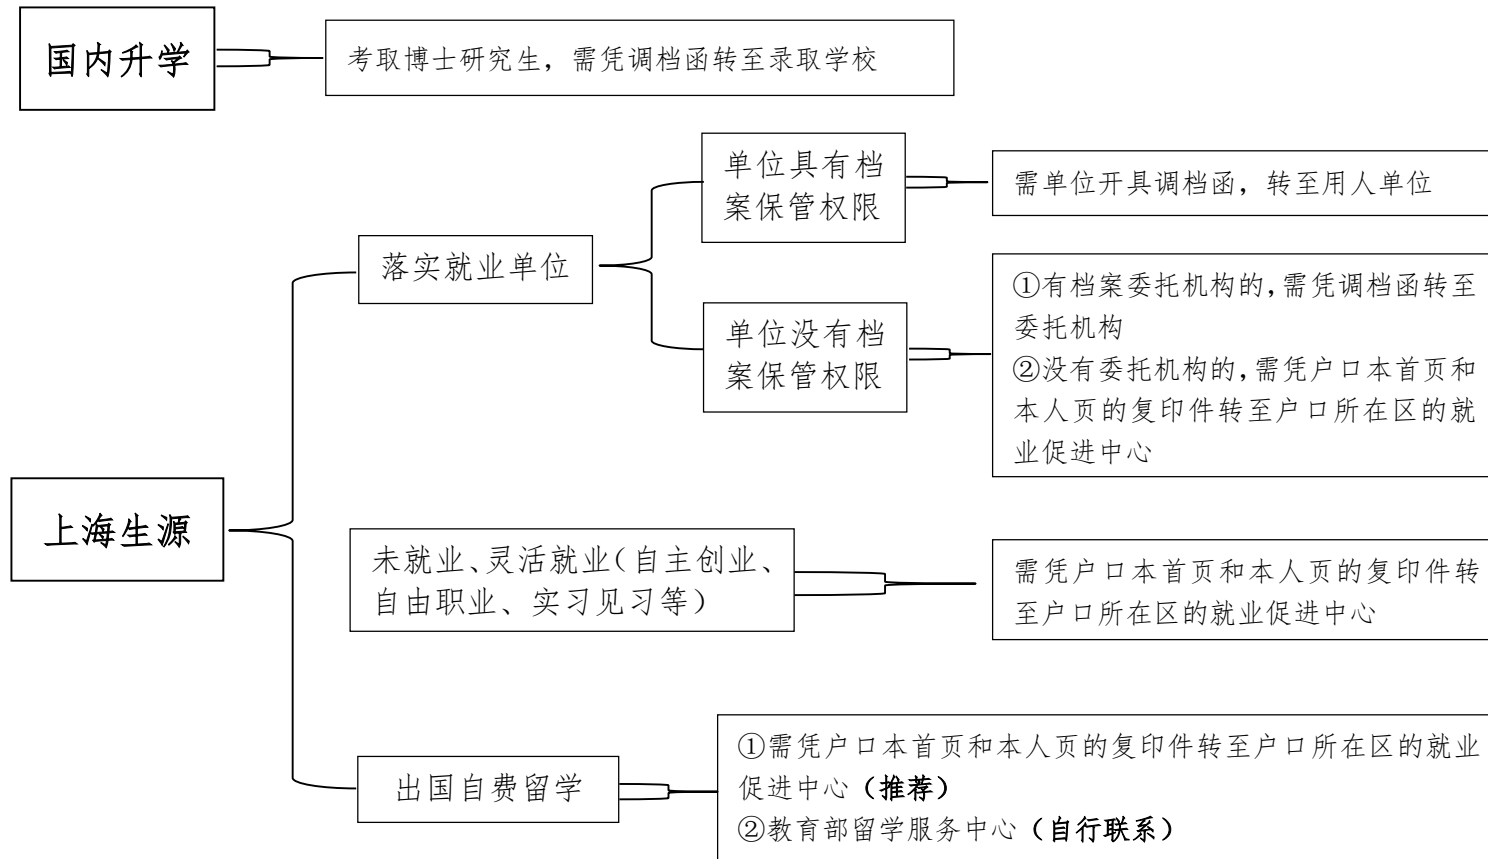 国内升学
考取博士研究生，需凭调档函转至录取学校
上海生源
落实就业单位
单位具有档
案保管权限
需单位开具调档函，转至用人单位
单位没有档
案保管权限
①有档案委托机构的，需凭调档函转至
委托机构
②没有委托机构的，需凭户口本首页和
本人页的复印件转至户口所在区的就
业促进中心
未就业、灵活就业（自主创业、
自由职业、实习见习等）
需凭户口本首页和本人页的复印件转
至户口所在区的就业促进中心
出国自费留学
①需凭户口本首页和本人页的复印件转至户口所在区的就业
促进中心（推荐）
②教育部留学服务中心（自行联系）